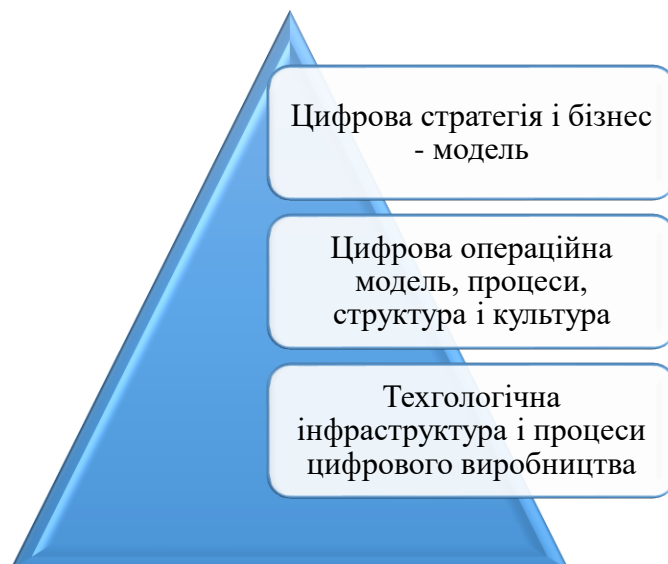 Цифрова стратегія і бізнес
- модель
Цифрова операційна
модель, процеси,
структура і культура
Техгологічна
інфраструктура і процеси
цифрового виробництва